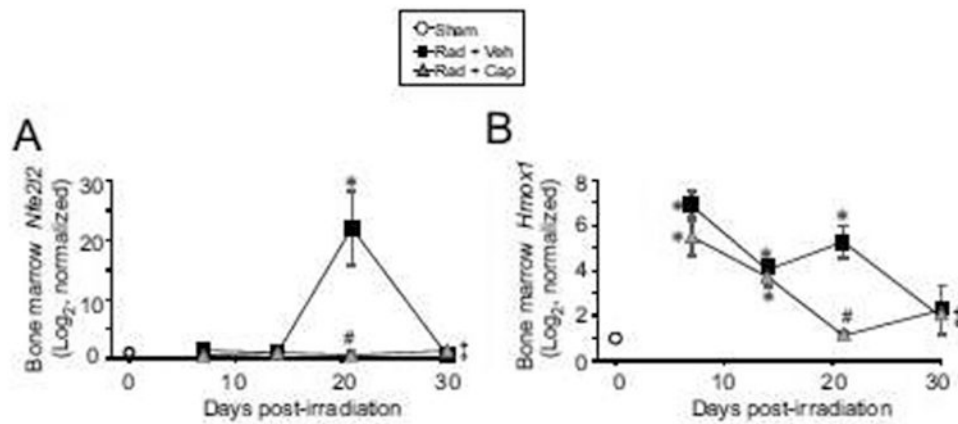 Sham
Rad + Veh
Rad + Cap
A
Bone marrow Nfe2l2
(Log2, normalized)
30
20
10
0
*
#
‡
0 10 20 30
Days post-irradiation
B
Bone marrow Hmox1
(Log2, normalized)
8
6
4
2
0
*
*
*
*
*
#
0 10 20 30
Days post-irradiation